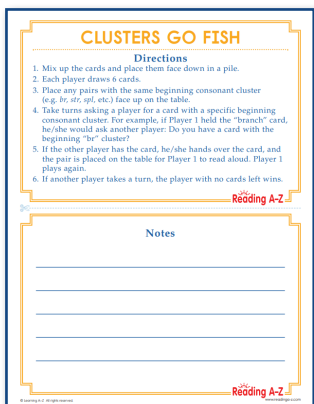 CLUSTERS GO FISH
Directions
1. Mix up the cards and place them face down in a pile.
2. Each player draws 6 cards.
3. Place any pairs with the same beginning consonant cluster
(e.g. br, str, spl, etc.) face up on the table.
4. Take turns asking a player for a card with a specific beginning
consonant cluster. For example, if Player 1 held the “branch” card,
he/she would ask another player: Do you have a card with the
beginning “br” cluster?
5. If the other player has the card, he/she hands over the card, and
the pair is placed on the table for Player 1 to read aloud. Player 1
plays again.
6. If another player takes a turn, the player with no cards left wins.
Reading A-Z
Notes
Reading A-Z
© Learning A-Z All rights reserved.
www.readinga-z.com